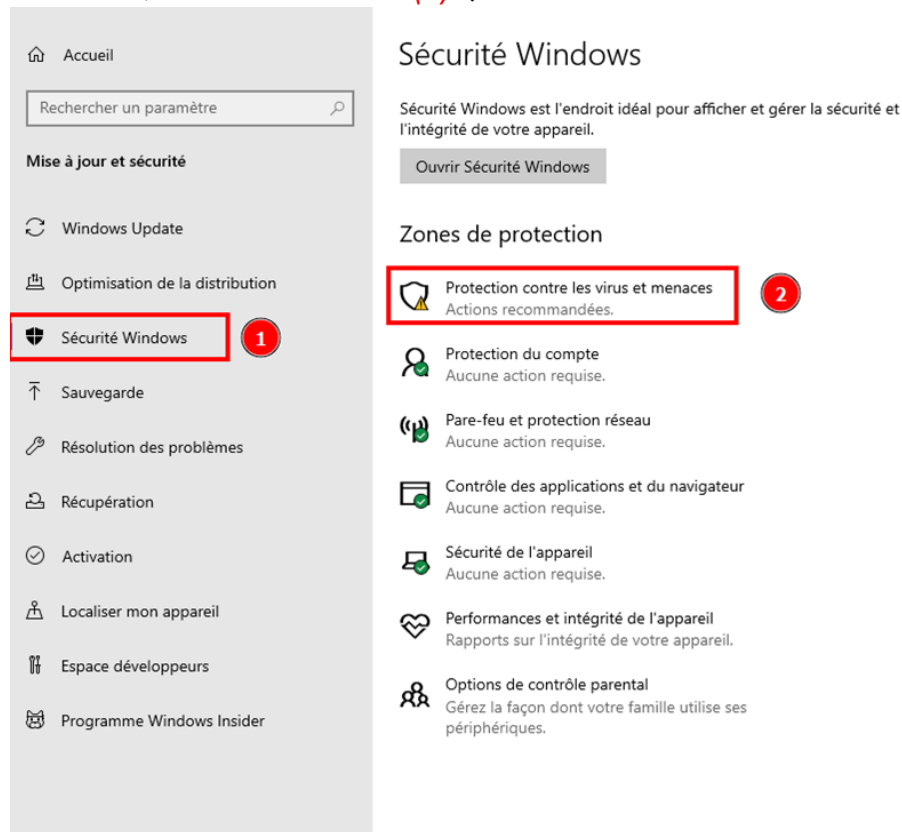 Accueil
Rechercher un paramètre
Mise à jour et sécurité
Windows Update
Optimisation de la distribution
Sécurité Windows
1
Sauvegarde
Résolution des problèmes
Récupération
Activation
Localiser mon appareil
Espace développeurs
Programme Windows Insider
Sécurité Windows
Sécurité Windows est l'endroit idéal pour afficher et gérer la sécurité et
l'intégrité de votre appareil.
Ouvrir Sécurité Windows
Zones de protection
Protection contre les virus et menaces
Actions recommandées.
2
Protection du compte
Aucune action requise.
Pare-feu et protection réseau
Aucune action requise.
Contrôle des applications et du navigateur
Aucune action requise.
Sécurité de l'appareil
Aucune action requise.
Performances et intégrité de l'appareil
Rapports sur l'intégrité de votre appareil.
Options de contrôle parental
Gérez la façon dont votre famille utilise ses
périphériques.